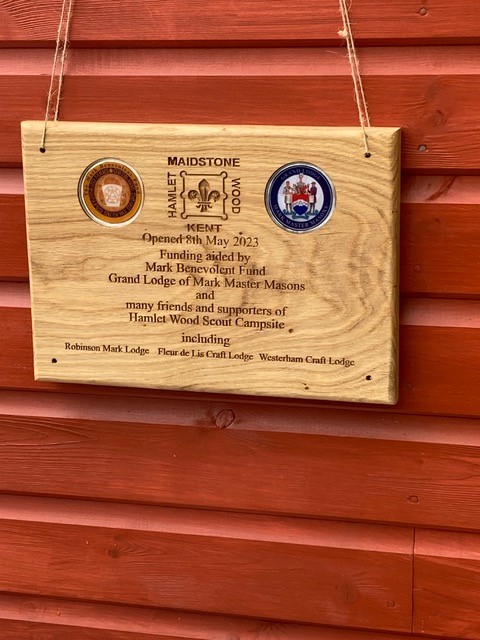 MAIDSTONE
HAMLET
WOOD
KENT
Opened 8th May 2023
Funding aided by
Mark Benevolent Fund
Grand Lodge of Mark Master Masons
and
many friends and supporters of
Hamlet Wood Scout Campsite
including
Robinson Mark Lodge Fleur de Lis Craft Lodge Westerham Craft Lodge